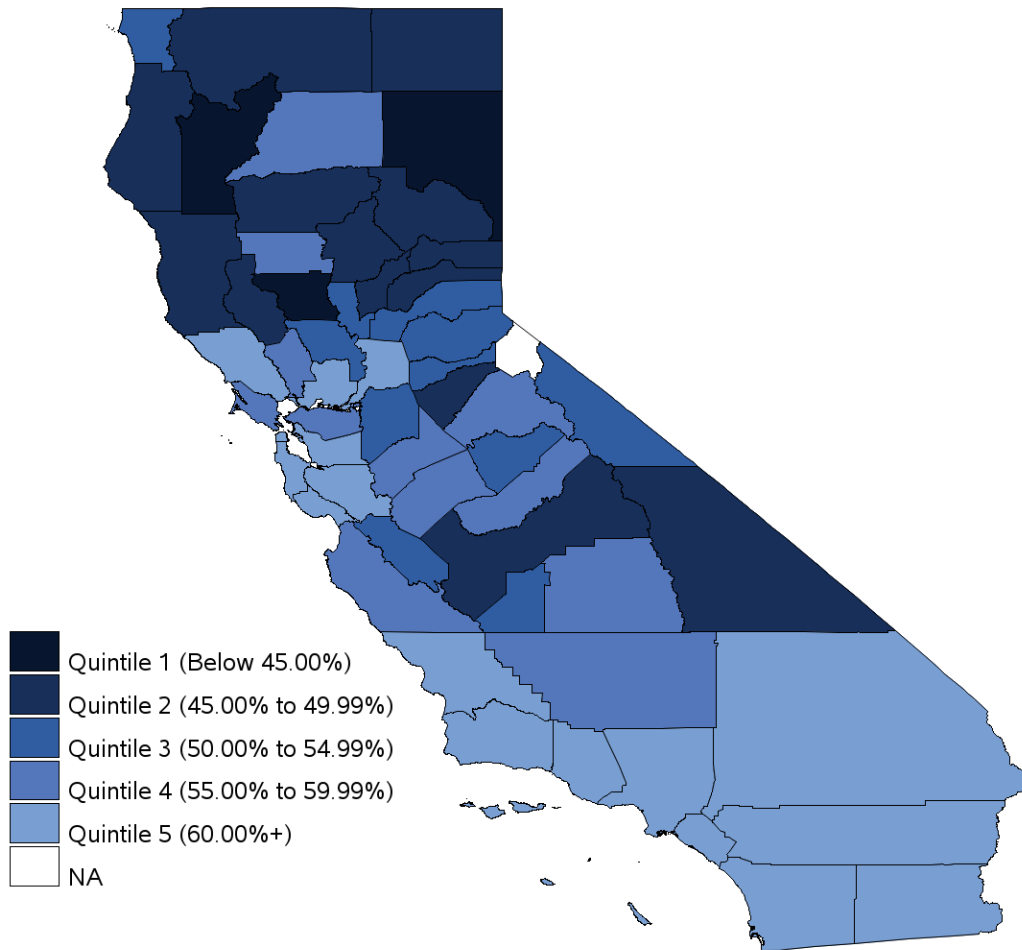 Quintile 1 (Below 45.00%)
Quintile 2 (45.00% to 49.99%)
Quintile 3 (50.00% to 54.99%)
Quintile 4 (55.00% to 59.99%)
Quintile 5 (60.00%+)
NA